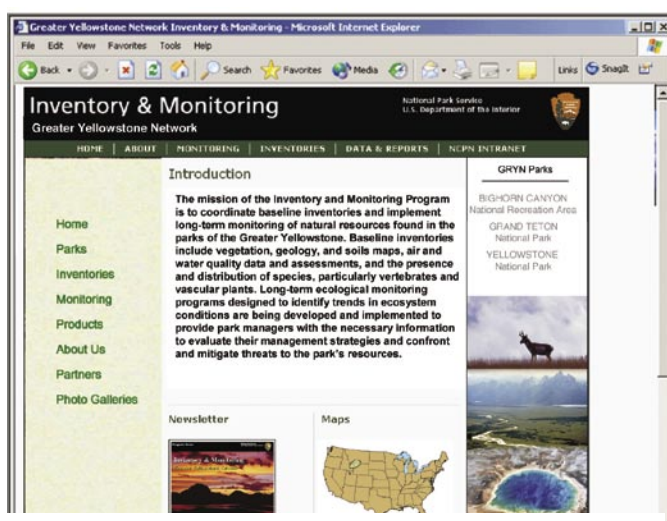 Greater Yellowstone Network Inventory & Monitoring - Microsoft Internet Explorer
File Edit View Favorites Tools Help
Back Search Favorites Media Links SnagIt
Inventory & Monitoring
Greater Yellowstone Network
National Park Service
U.S. Department of the Interior
HOME | ABOUT | MONITORING | INVENTORIES | DATA & REPORTS | NCPN INTRANET
Home
Parks
Inventories
Monitoring
Products
About Us
Partners
Photo Galleries
Introduction
The mission of the Inventory and Monitoring Program
is to coordinate baseline inventories and implement
long-term monitoring of natural resources found in the
parks of the Greater Yellowstone. Baseline inventories
include vegetation, geology, and soils maps, air and
water quality data and assessments, and the presence
and distribution of species, particularly vertebrates and
vascular plants. Long-term ecological monitoring
programs designed to identify trends in ecosystem
conditions are being developed and implemented to
provide park managers with the necessary information
to evaluate their management strategies and confront
and mitigate threats to the park's resources.
Newsletter
Inventory & Monitoring
Maps
GRYN Parks
BIGHORN CANYON
National Recreation Area
GRAND TETON
National Park
YELLOWSTONE
National Park